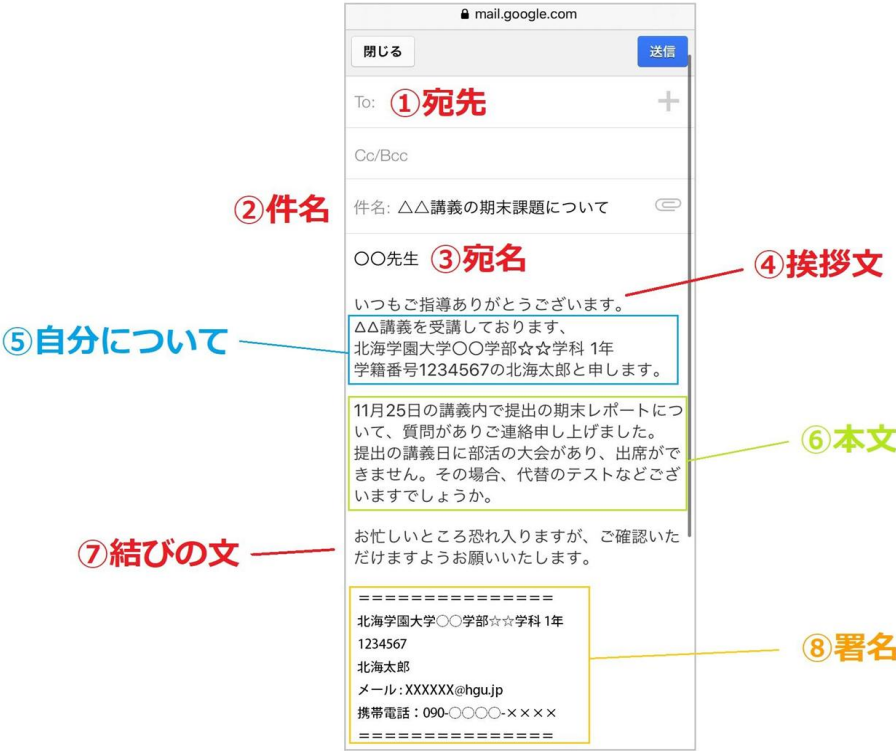 mail.google.com
閉じる
送信
To:
①宛先
Cc/Bcc
②件名
件名: △△講義の期末課題について
〇〇先生
③宛名
④挨拶文
いつもご指導ありがとうございます。
⑤自分について
△△講義を受講しております、
北海学園大学〇〇学部☆☆学科 1年
学籍番号1234567の北海太郎と申します。
11月25日の講義内で提出の期末レポートにつ
いて、質問がありご連絡申し上げました。
提出の講義日に部活の大会があり、出席がで
きません。その場合、代替のテストなどござ
いますでしょうか。
⑥本文
⑦結びの文
お忙しいところ恐れ入りますが、ご確認いた
だけますようお願いいたします。
===============
北海学園大学〇〇学部☆☆学科 1年
1234567
北海太郎
メール : XXXXXX@hgu.jp
携帯電話：090-〇〇〇〇-××××
===============
⑧署名